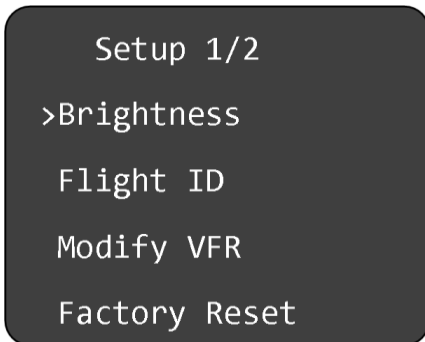 Setup 1/2
>Brightness
Flight ID
Modify VFR
Factory Reset